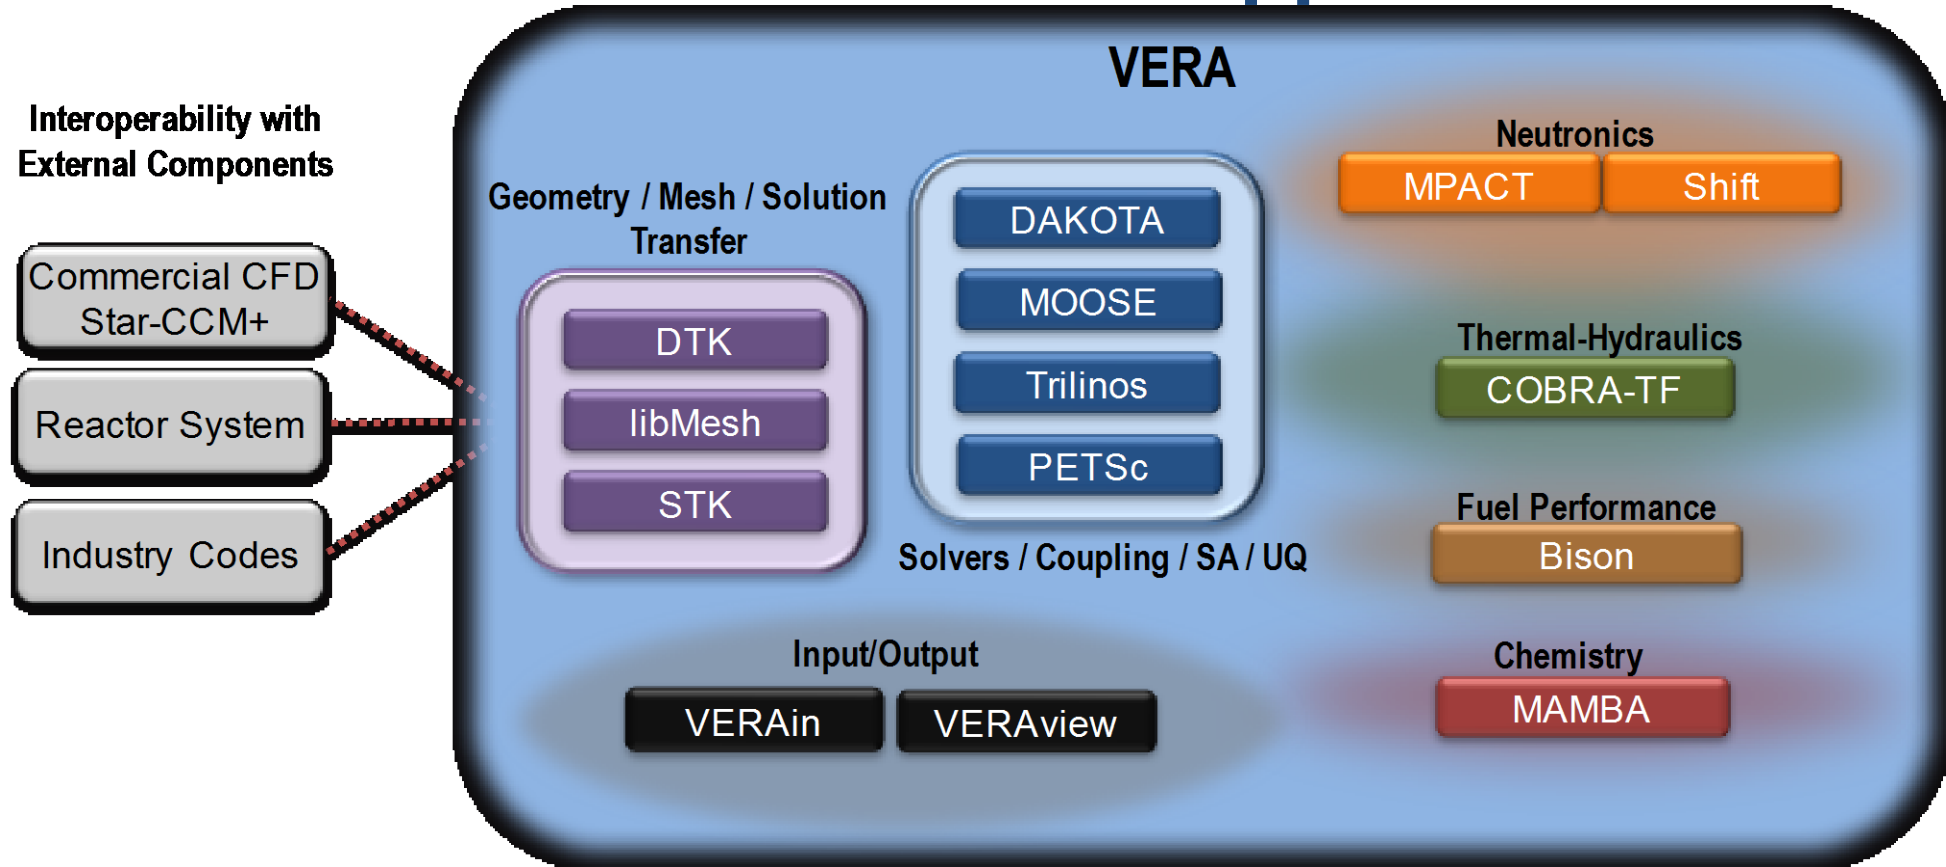 VERA
Interoperability with
External Components
Commercial CFD
Star-CCM+
Reactor System
Industry Codes
Geometry / Mesh / Solution
Transfer
DTK
libMesh
STK
DAKOTA
MOOSE
Trilinos
PETSc
Solvers / Coupling / SA / UQ
Input/Output
VERAin
VERAview
Neutronics
MPACT
Shift
Thermal-Hydraulics
COBRA-TF
Fuel Performance
Bison
Chemistry
MAMBA